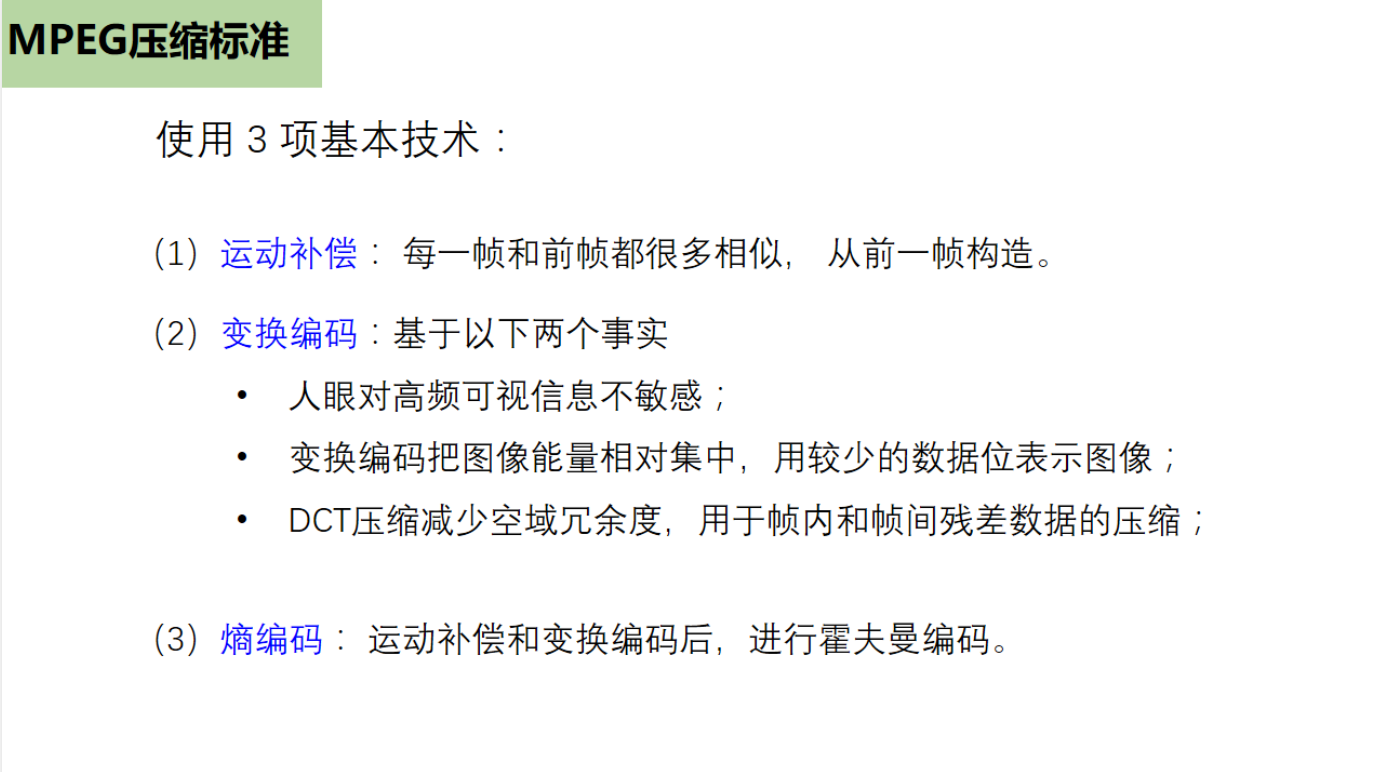 MPEG压缩标准
使用 3 项基本技术：
(1) 运动补偿： 每一帧和前帧都很多相似， 从前一帧构造。
(2) 变换编码：基于以下两个事实
• 人眼对高频可视信息不敏感；
• 变换编码把图像能量相对集中，用较少的数据位表示图像；
• DCT压缩减少空域冗余度，用于帧内和帧间残差数据的压缩；
(3) 熵编码： 运动补偿和变换编码后，进行霍夫曼编码。